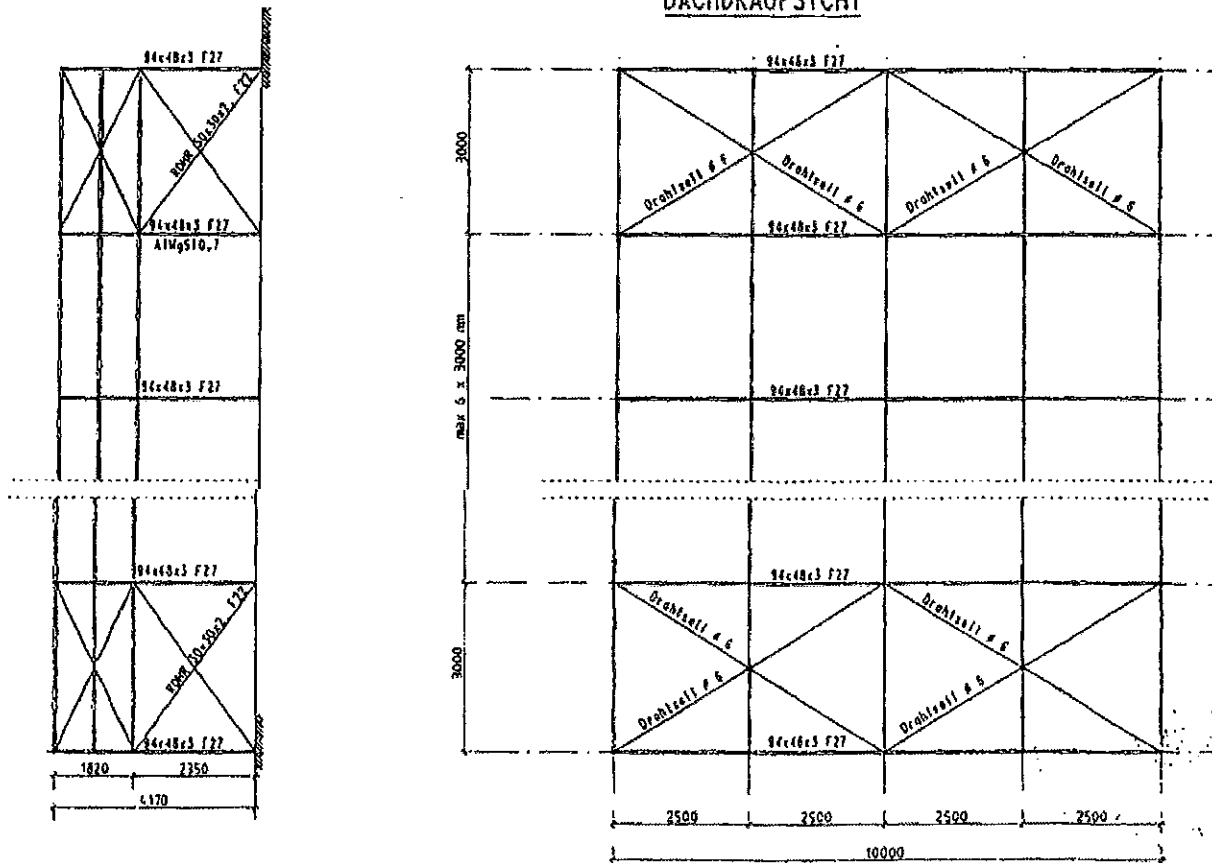 DACHDRAUFSICHT
94x48x3 F27
ROHR 50x30x2, F22
94x48x3 F27
AlMgSi0,7
94x48x3 F27
94x48x3 F27
ROHR 50x30x2, F22
94x48x3 F27
1820
2350
4170
94x48x3 F27
3000
Drahtseil ø 6
Drahtseil ø 6
Drahtseil ø 6
Drahtseil ø 6
94x48x3 F27
max 6 x 3000 mm
94x48x3 F27
94x48x3 F27
3000
Drahtseil ø 6
Drahtseil ø 6
Drahtseil ø 6
Drahtseil ø 6
94x48x3 F27
2500
2500
2500
2500
10000